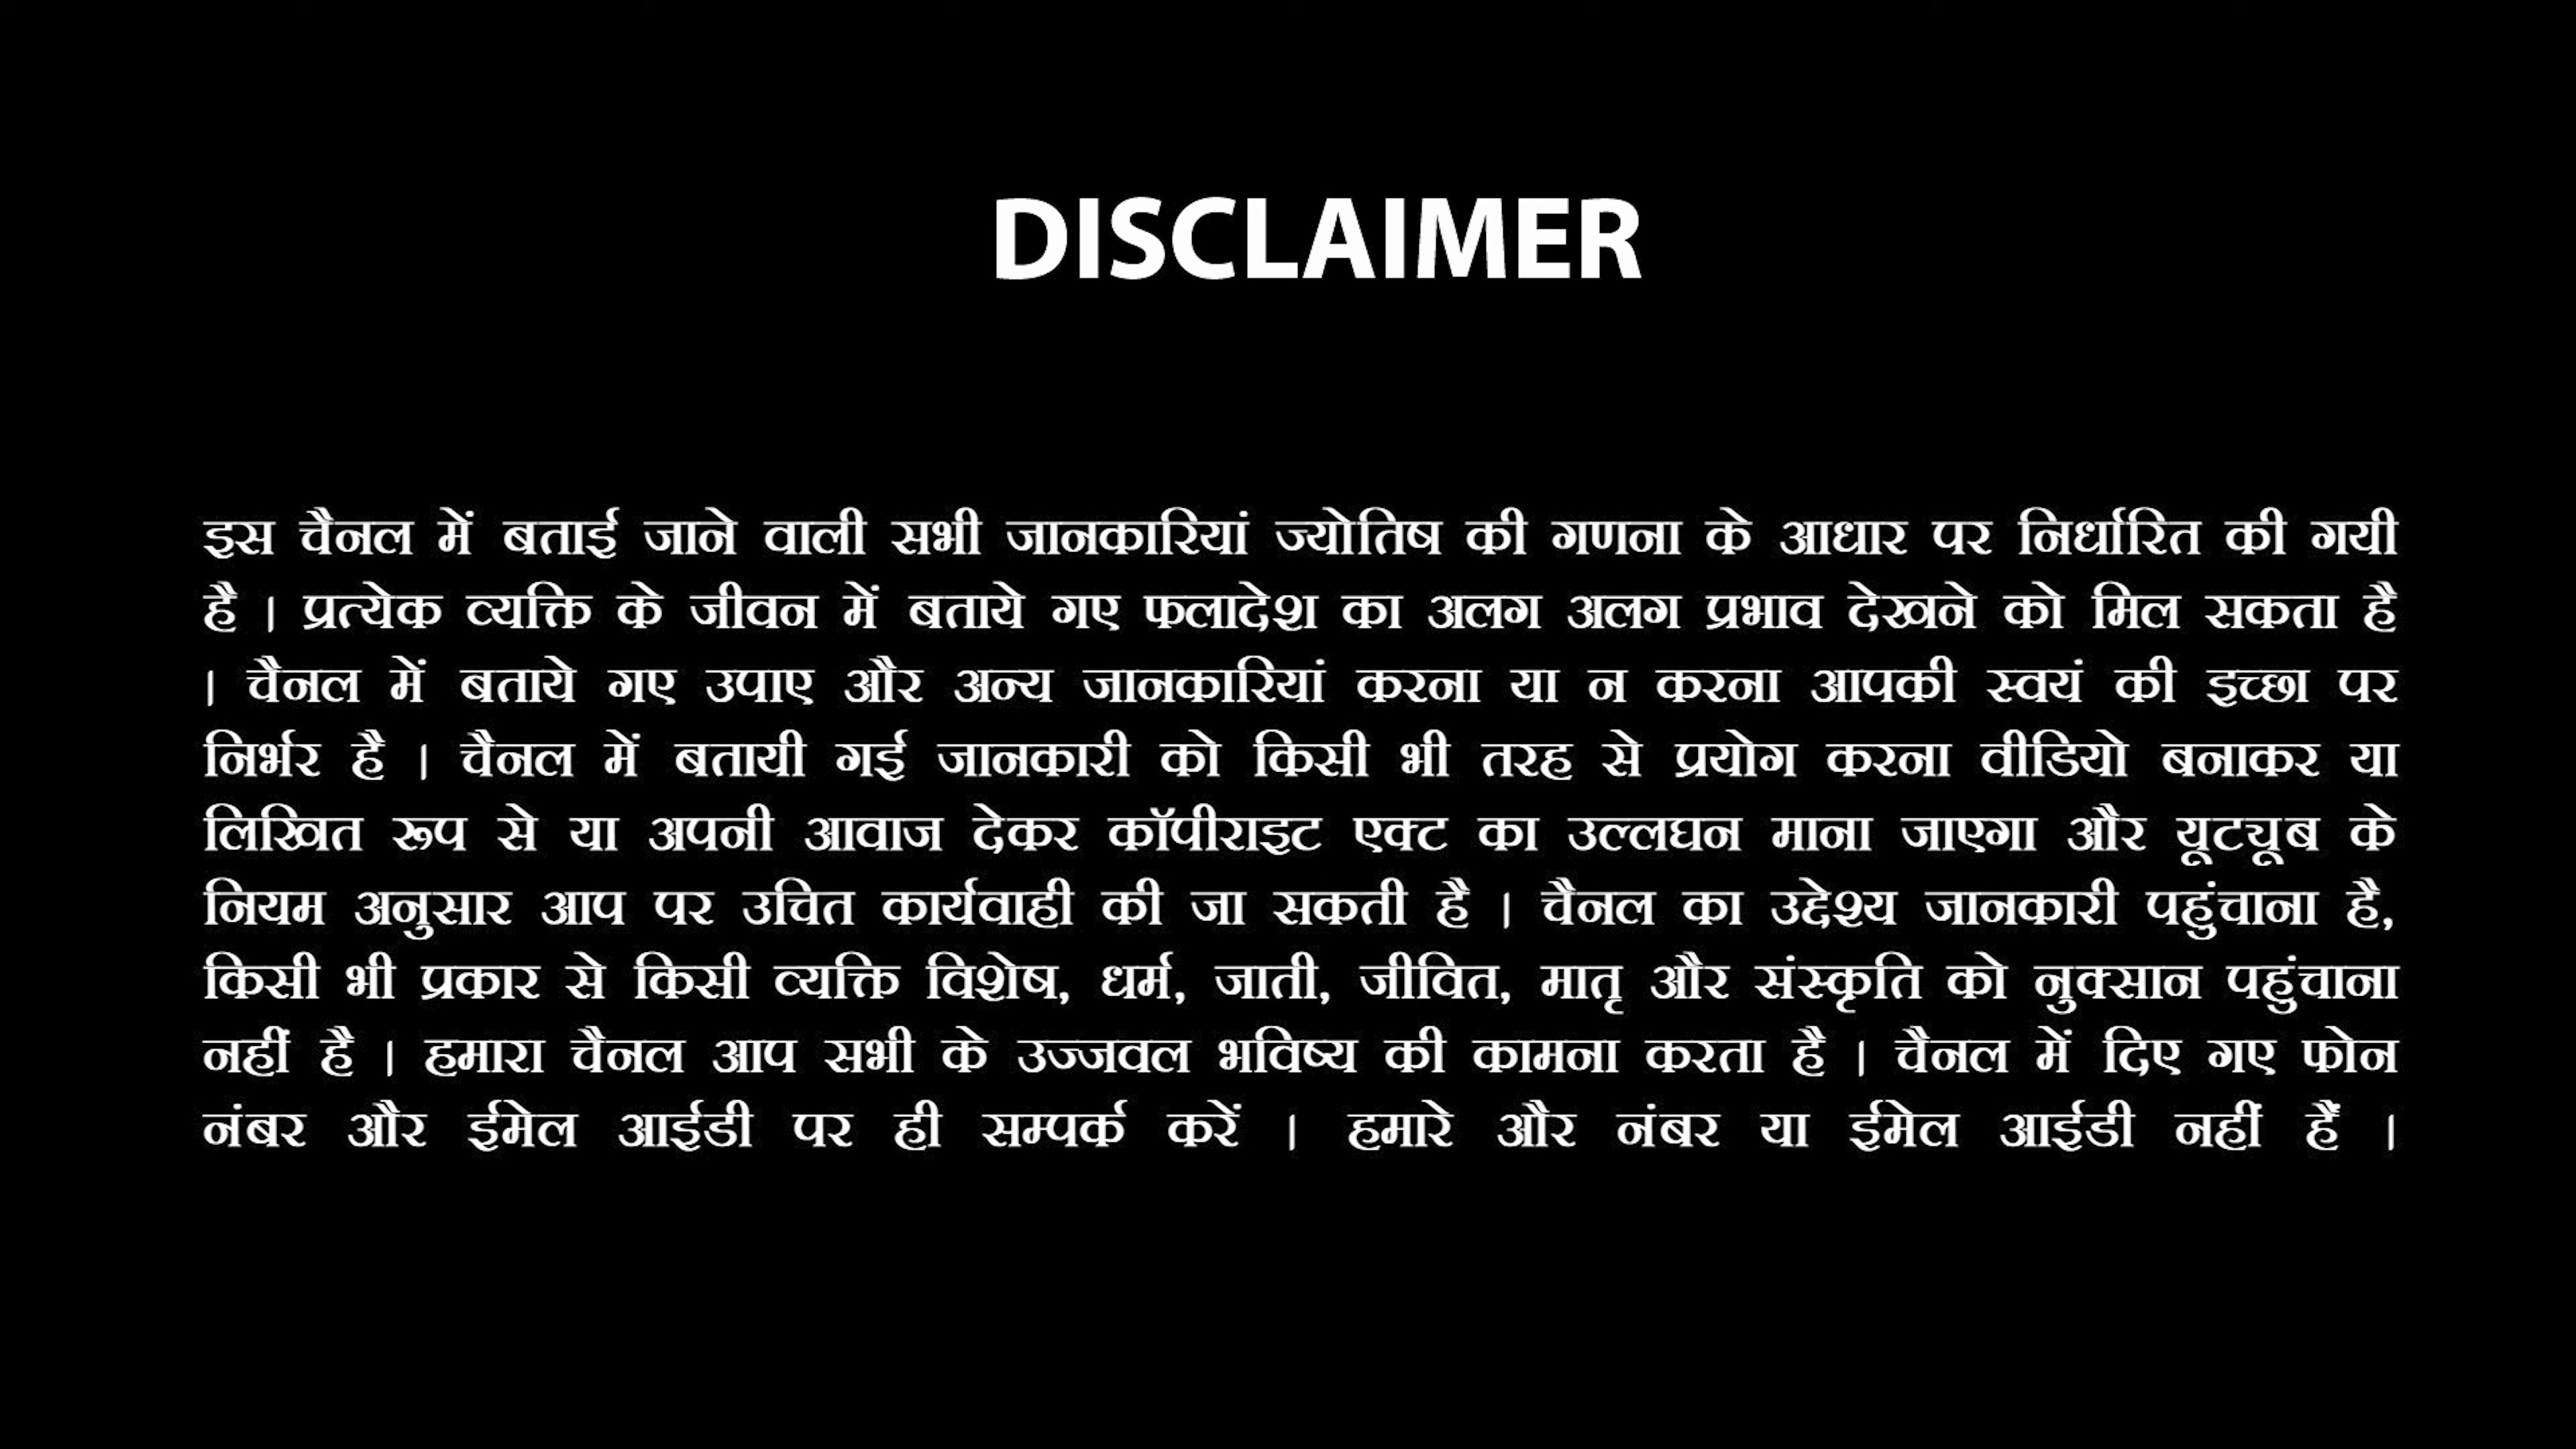 DISCLAIMER
इस चैनल में बताई जाने वाली सभी जानकारियां ज्योतिष की गणना के आधार पर निर्धारित की गयी
है । प्रत्येक व्यक्ति के जीवन में बताये गए फलादेश का अलग अलग प्रभाव देखने को मिल सकता है
। चैनल में बताये गए उपाए और अन्य जानकारियां करना या न करना आपकी स्वयं की इच्छा पर
निर्भर है । चैनल में बतायी गई जानकारी को किसी भी तरह से प्रयोग करना वीडियो बनाकर या
लिखित रूप से या अपनी आवाज देकर कॉपीराइट एक्ट का उल्लघन माना जाएगा और यूट्यूब के
नियम अनुसार आप पर उचित कार्यवाही की जा सकती है । चैनल का उद्देश्य जानकारी पहुंचाना है,
किसी भी प्रकार से किसी व्यक्ति विशेष, धर्म, जाती, जीवित, मातृ और संस्कृति को नुक्सान पहुंचाना
नहीं है । हमारा चैनल आप सभी के उज्जवल भविष्य की कामना करता है । चैनल में दिए गए फोन
नंबर और ईमेल आईडी पर ही सम्पर्क करें । हमारे और नंबर या ईमेल आईडी नहीं हैं ।